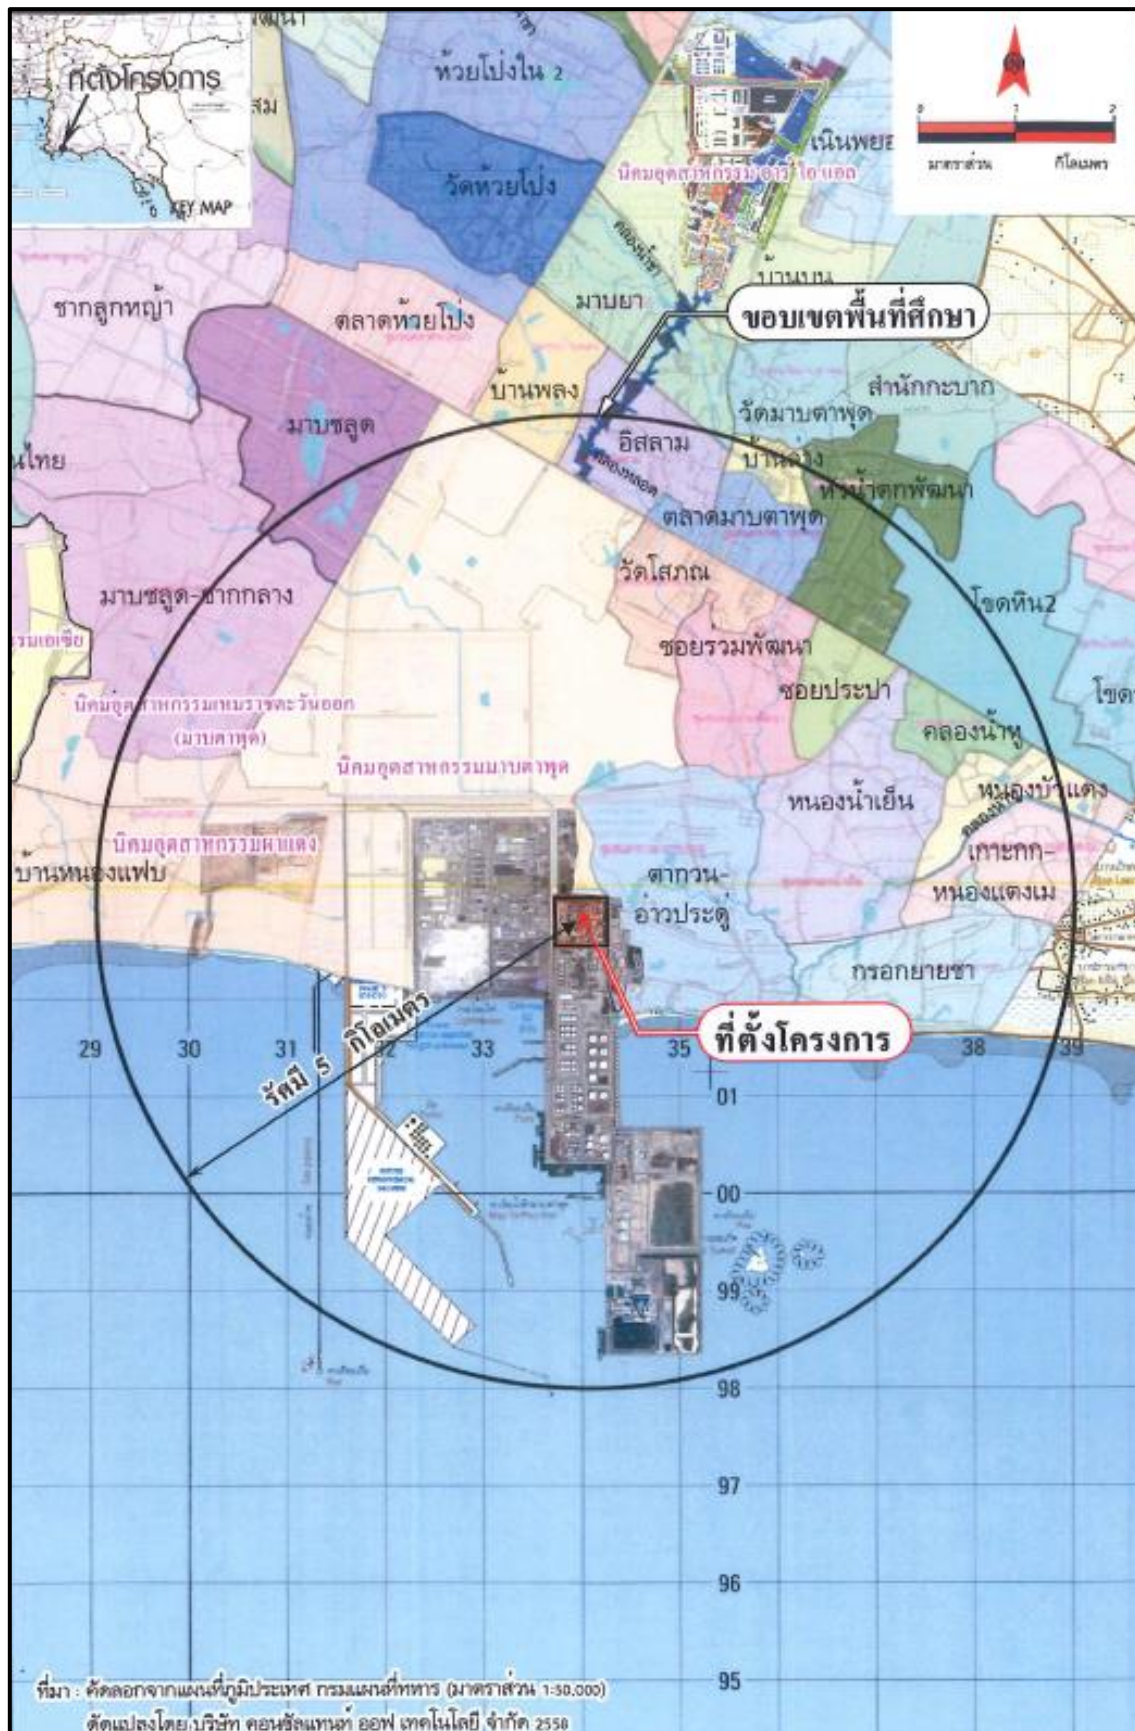 ที่ตั้งโครงการ
KEY MAP
ห้วยโป่งใน 2
0 1 2
มาตราส่วน กิโลเมตร
วัดห้วยโป่ง
นิคมอุตสาหกรรม อาร์ ไอ แอล
คลองน้ำชา
บ้านบน
มาบยา
ชากลูกหญ้า
ตลาดห้วยโป่ง
ขอบเขตพื้นที่ศึกษา
บ้านพลง
สำนักกะบาก
วัดมาบตาพุด
มาบชลูด
อิสลาม
บ้านล่าง
คลองหลอด
หัวน้ำตกพัฒนา
ตลาดมาบตาพุด
วัดโสภณ
มาบชลูด-ชากกลาง
โขดหิน2
ซอยร่วมพัฒนา
ซอยประปา
นิคมอุตสาหกรรมเหมราชตะวันออก
(มาบตาพุด)
คลองน้ำหู
นิคมอุตสาหกรรมมาบตาพุด
หนองบัวแดง
หนองน้ำเย็น
นิคมอุตสาหกรรมผาแดง
บ้านหนองแฟบ
เกาะกก-
หนองแตงเม
ตากวน-
อ่าวประดู่
กรอกยายชา
ที่ตั้งโครงการ
29 30 31 32 33 35 38 39
รัศมี 5 กิโลเมตร
01
00
99
98
97
96
95
ที่มา : คัดลอกจากแผนที่ภูมิประเทศ กรมแผนที่ทหาร (มาตราส่วน 1:50,000)
ดัดแปลงโดย บริษัท คอนซัลแทนท์ ออฟ เทคโนโลยี จำกัด 2558